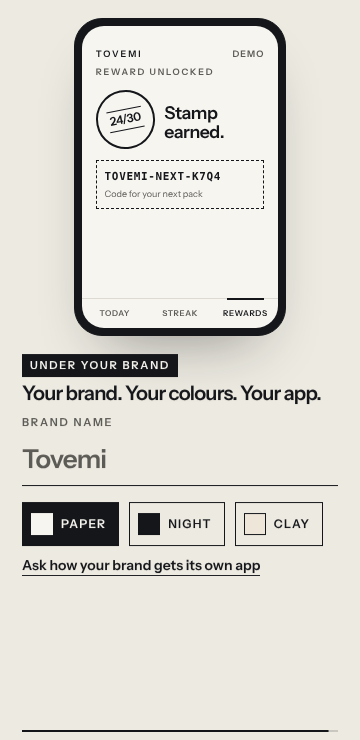 TOVEMI DEMO
REWARD UNLOCKED
24/30
Stamp
earned.
TOVEMI-NEXT-K7Q4
Code for your next pack
TODAY STREAK REWARDS
UNDER YOUR BRAND
Your brand. Your colours. Your app.
BRAND NAME
Tovemi
PAPER NIGHT CLAY
Ask how your brand gets its own app